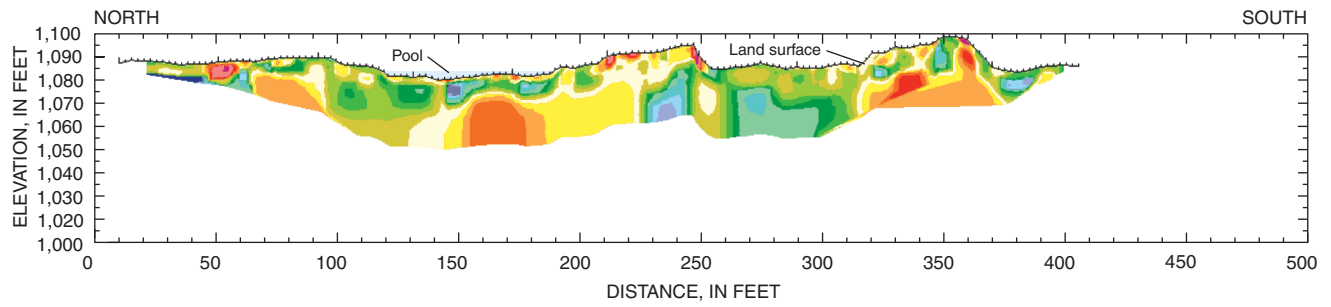 NORTH
SOUTH
1,100
1,090
1,080
1,070
1,060
1,050
1,040
1,030
1,020
1,010
1,000
ELEVATION, IN FEET
Pool
Land surface
0 50 100 150 200 250 300 350 400 450 500
DISTANCE, IN FEET